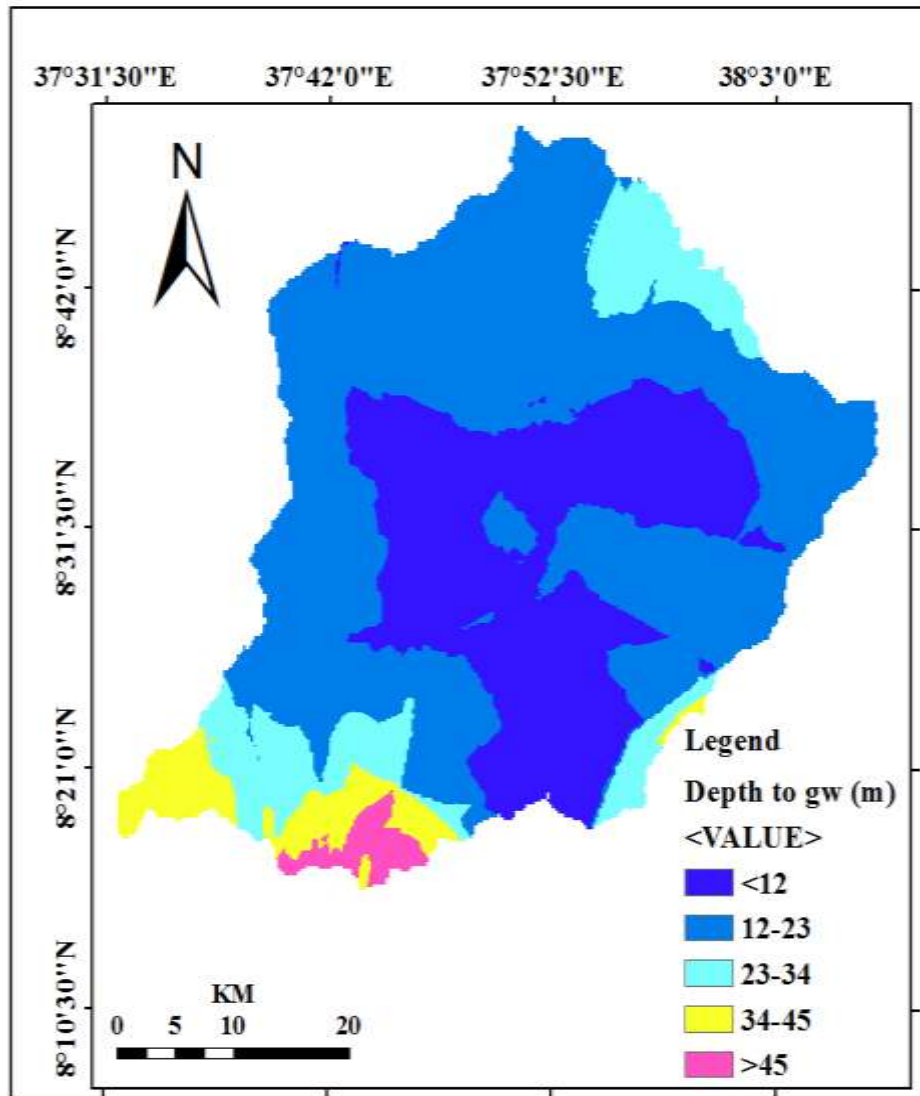 37°31'30"E 37°42'0"E 37°52'30"E 38°3'0"E
N
8°42'0"N
8°31'30"N
8°21'0"N
8°10'30"N
Legend
Depth to gw (m)
<VALUE>
<12
12-23
23-34
34-45
>45
KM
0 5 10 20